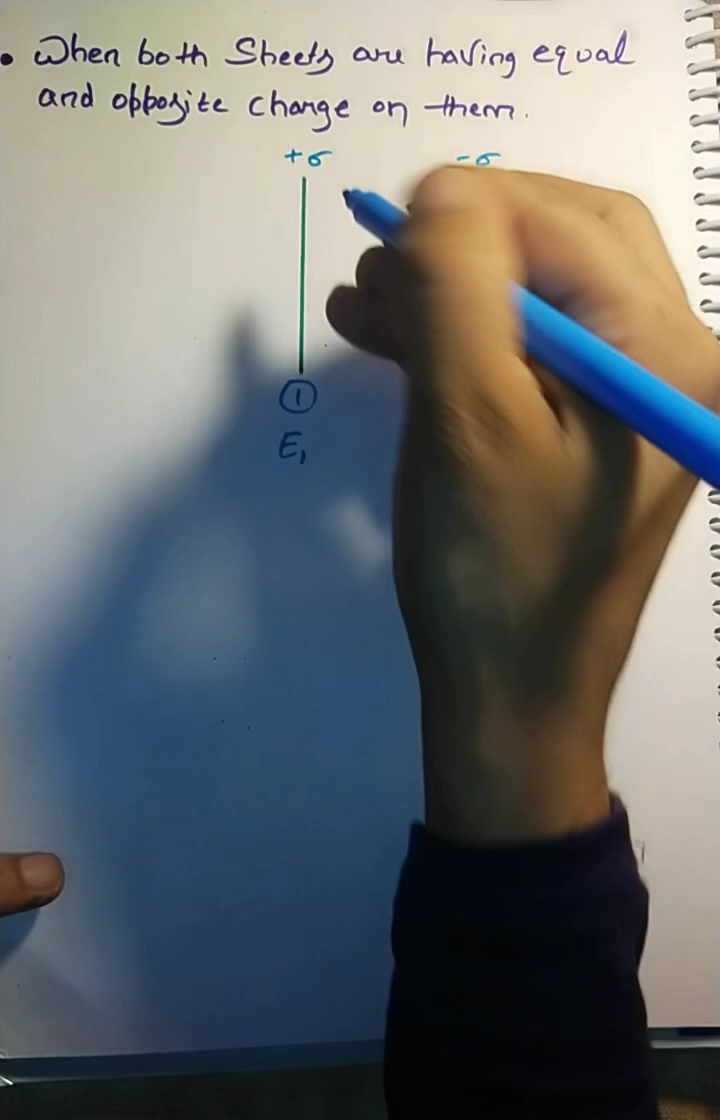 • When both Sheets are having equal
and opposite charge on them.
+σ -σ
1
E₁